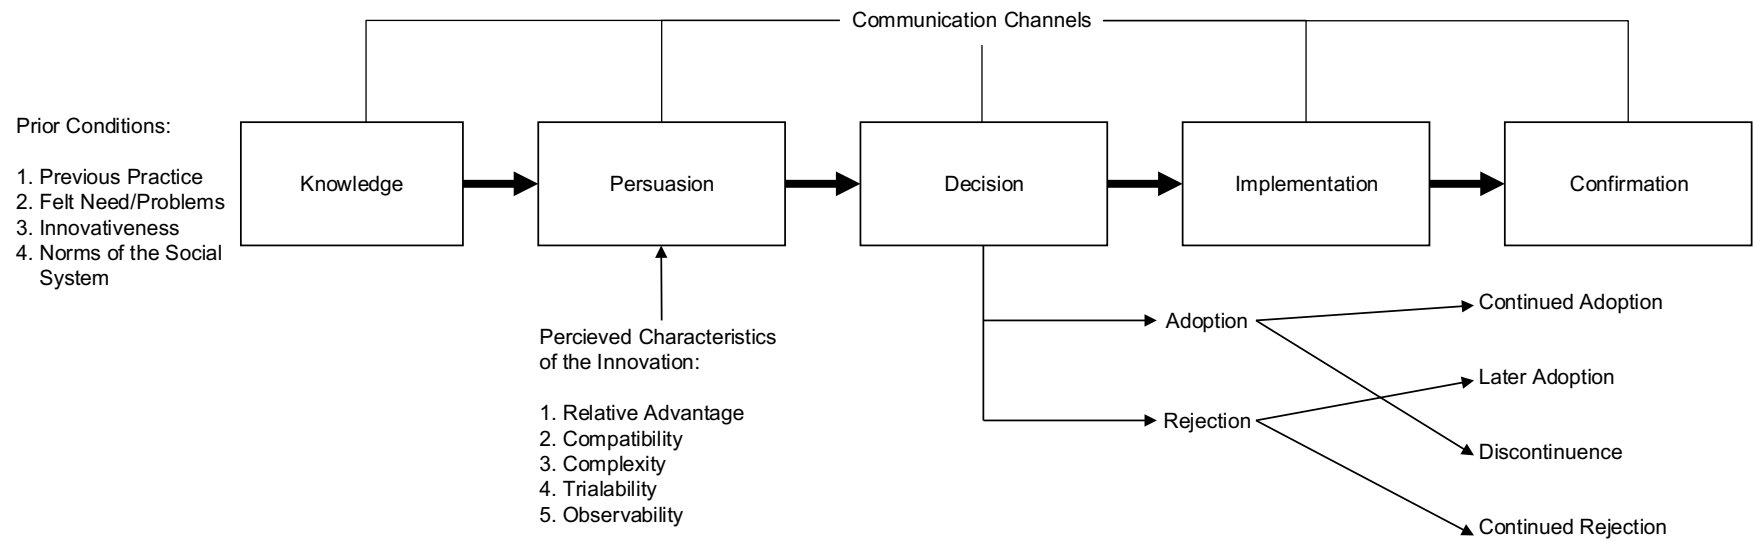 Communication Channels
Prior Conditions:
1. Previous Practice
2. Felt Need/Problems
3. Innovativeness
4. Norms of the Social
System
Knowledge
Persuasion
Decision
Implementation
Confirmation
Percieved Characteristics
of the Innovation:
1. Relative Advantage
2. Compatibility
3. Complexity
4. Trialability
5. Observability
Adoption
Rejection
Continued Adoption
Later Adoption
Discontinuence
Continued Rejection